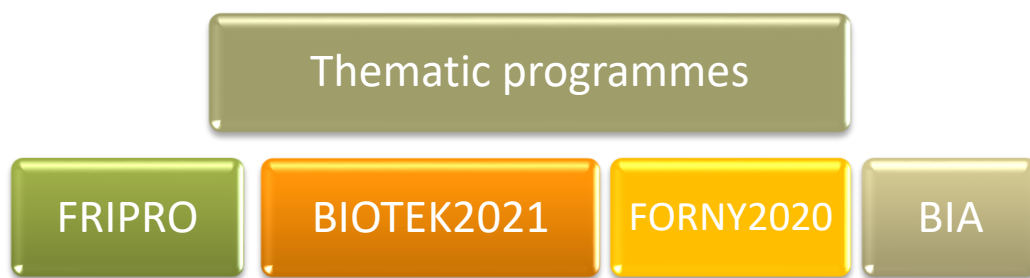 Thematic programmes
FRIPRO
BIOTEK2021
FORNY2020
BIA